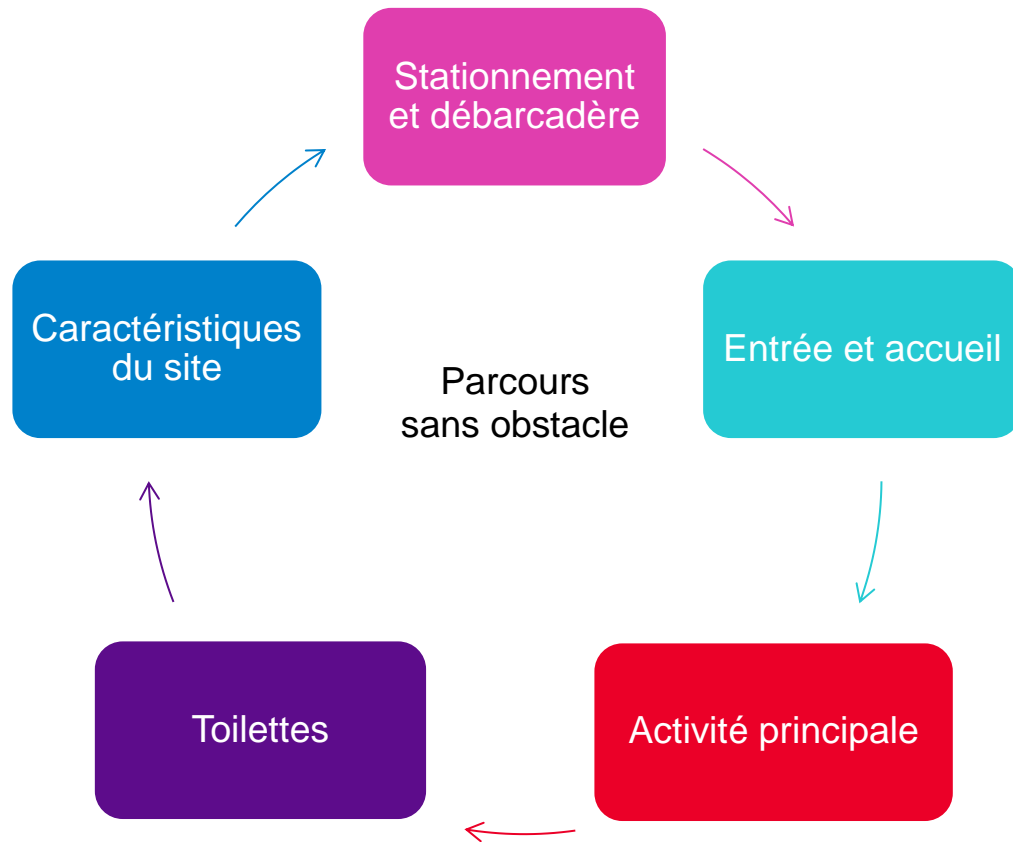 Stationnement
et débarcadère
Entrée et accueil
Activité principale
Toilettes
Caractéristiques
du site
Parcours
sans obstacle